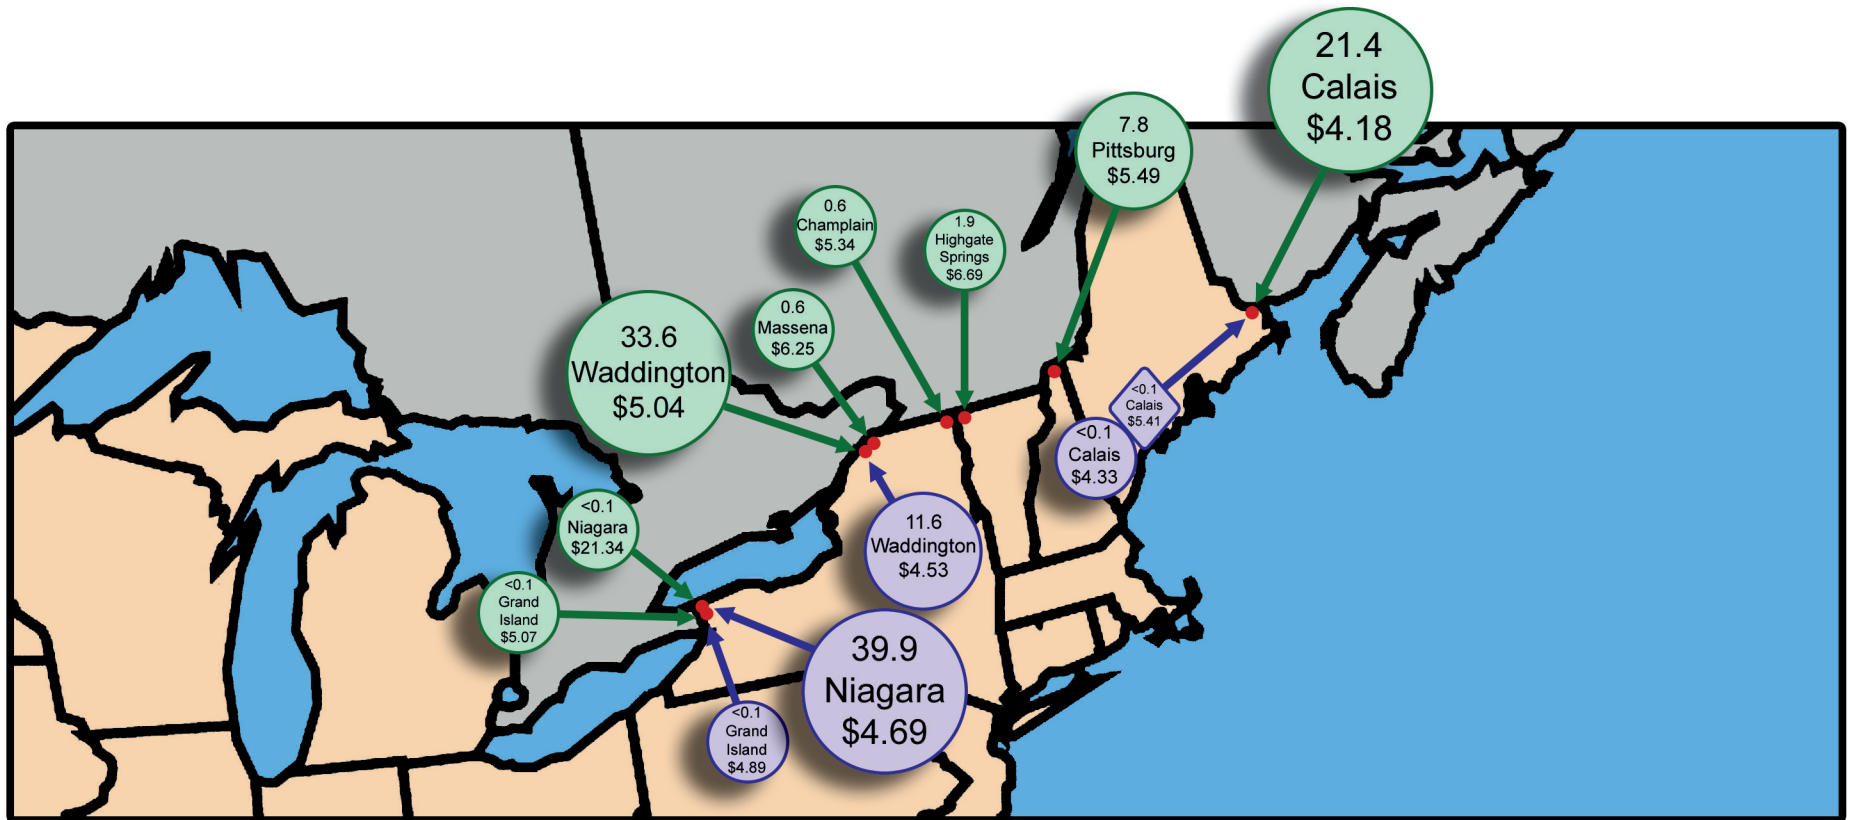 21.4
Calais
$4.18
7.8
Pittsburg
$5.49
0.6
Champlain
$5.34
1.9
Highgate
Springs
$6.69
0.6
Massena
$6.25
33.6
Waddington
$5.04
<0.1
Calais
$5.41
<0.1
Calais
$4.33
<0.1
Niagara
$21.34
11.6
Waddington
$4.53
<0.1
Grand
Island
$5.07
39.9
Niagara
$4.69
<0.1
Grand
Island
$4.89